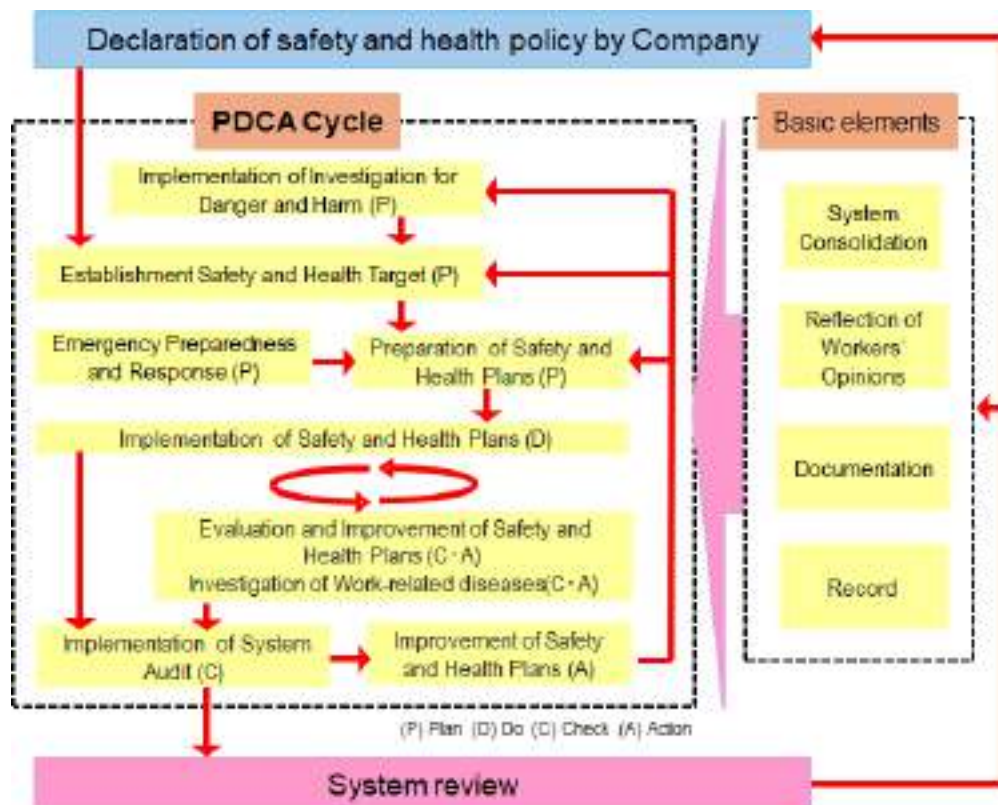 Declaration of safety and health policy by Company
PDCA Cycle
Implementation of Investigation for
Danger and Harm (P)
Establishment Safety and Health Target (P)
Emergency Preparedness
and Response (P)
Preparation of Safety and
Health Plans (P)
Implementation of Safety and Health Plans (D)
Evaluation and Improvement of Safety and
Health Plans (C・A)
Investigation of Work-related diseases(C・A)
Implementation of System
Audit (C)
Improvement of Safety
and Health Plans (A)
(P) Plan (D) Do (C) Check (A) Action
Basic elements
System
Consolidation
Reflection of
Workers'
Opinions
Documentation
Record
System review